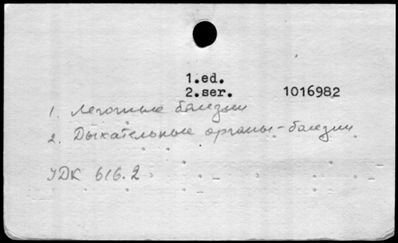 1.ed.
2.ser. 1016982
1. Легочные болезни
2. Дыхательные органы - болезни
УДК 616.2